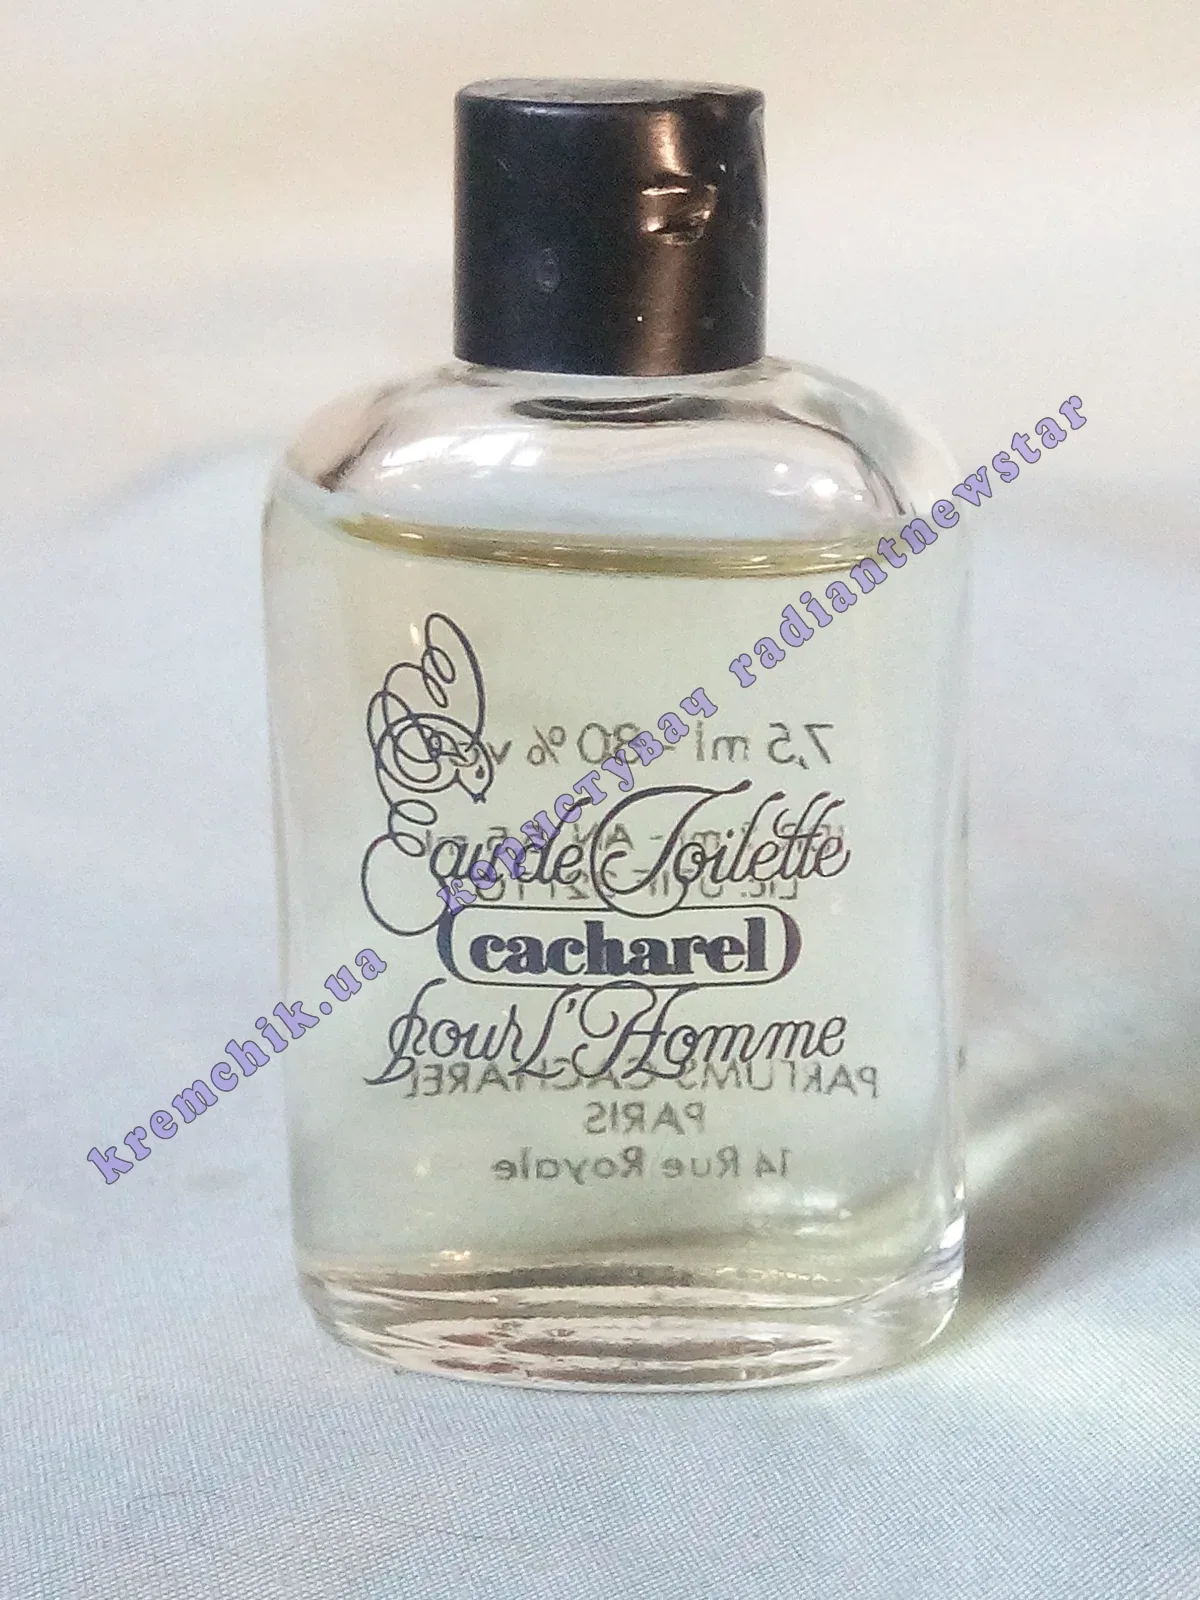 Eau de Toilette
cacharel
pour L'Homme
7,5 ml - 80% v
PARFUMS CACHAREL
PARIS
14 Rue Royale
kremchik.ua користувач radiantnewstar